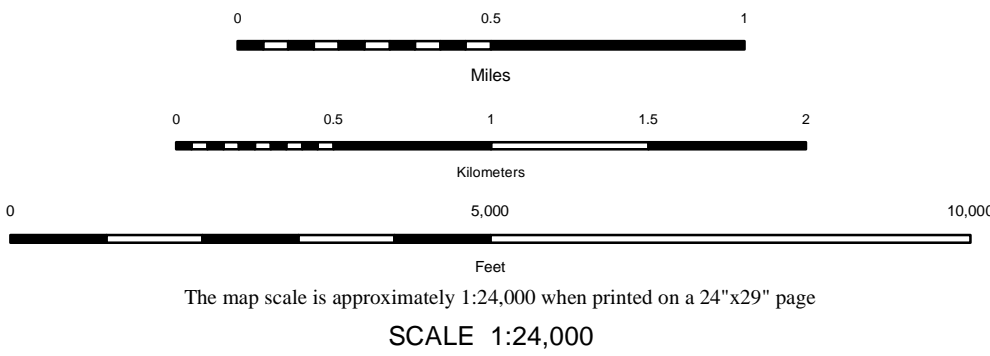 0 0.5 1
Miles
0 0.5 1 1.5 2
Kilometers
0 5,000 10,000
Feet
The map scale is approximately 1:24,000 when printed on a 24"x29" page
SCALE 1:24,000